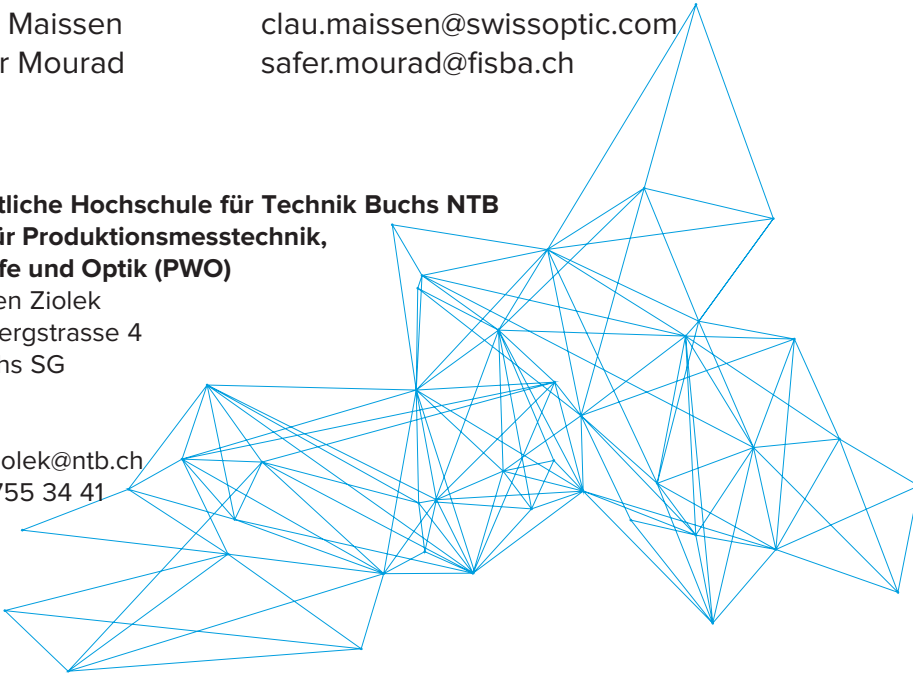 Maissen clau.maissen@swissoptic.com
r Mourad safer.mourad@fisba.ch
tliche Hochschule für Technik Buchs NTB
ür Produktionsmesstechnik,
fe und Optik (PWO)
en Ziolek
ergstrasse 4
ns SG
olek@ntb.ch
755 34 41